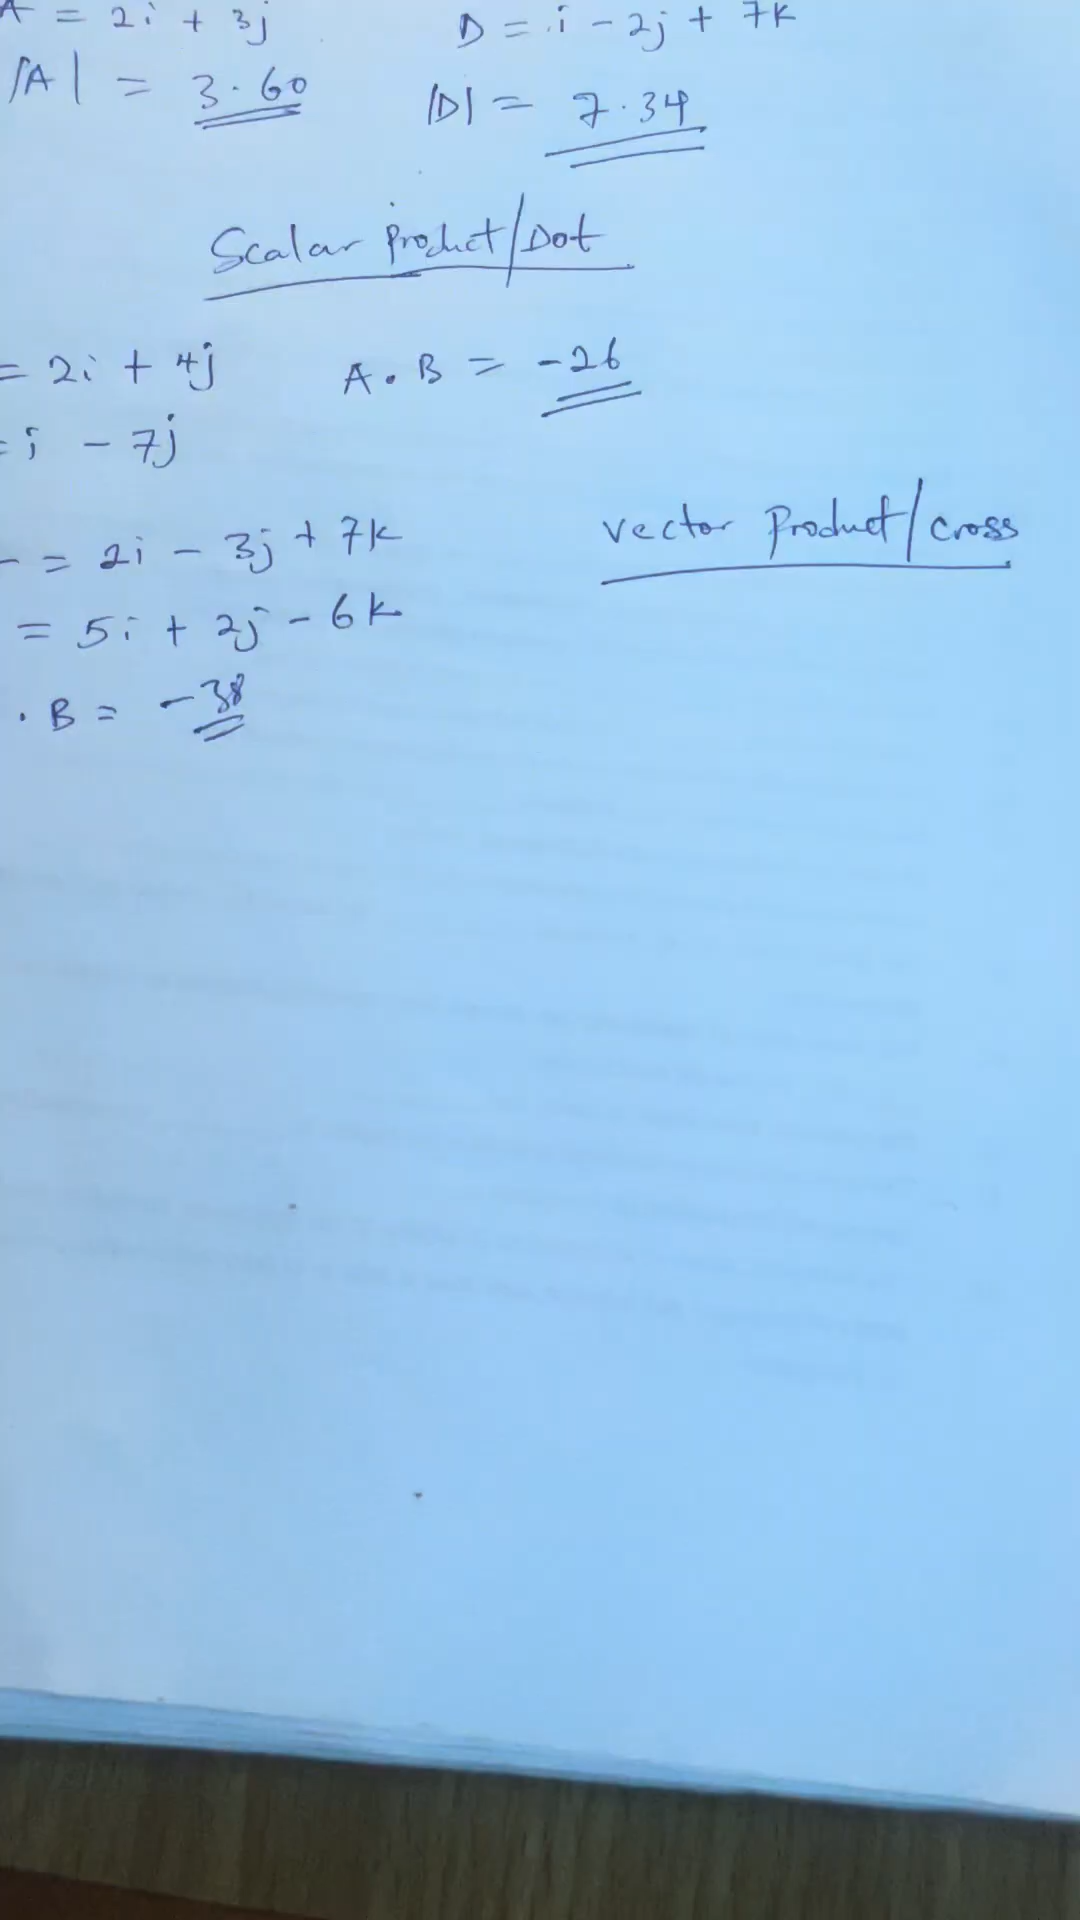 A = 2i + 3j
D = i - 2j + 7k
|A| = 3.60
|D| = 7.34
Scalar Product/Dot
= 2i + 4j
A . B = -26
= i - 7j
Vector Product/cross
= 2i - 3j + 7k
= 5i + 2j - 6k
. B = -38